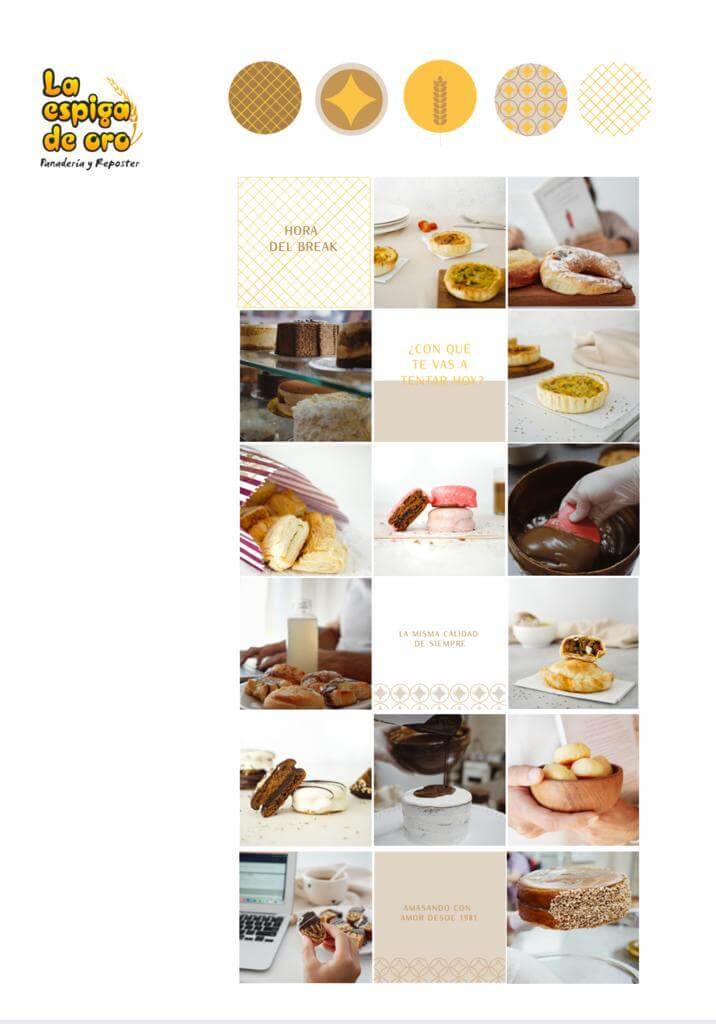 La
espiga
de oro
Panadería y Reposter
HORA
DEL BREAK
¿CON QUÉ
TE VAS A
TENTAR HOY?
LA MISMA CALIDAD
DE SIEMPRE
AMASANDO CON
AMOR DESDE 1981